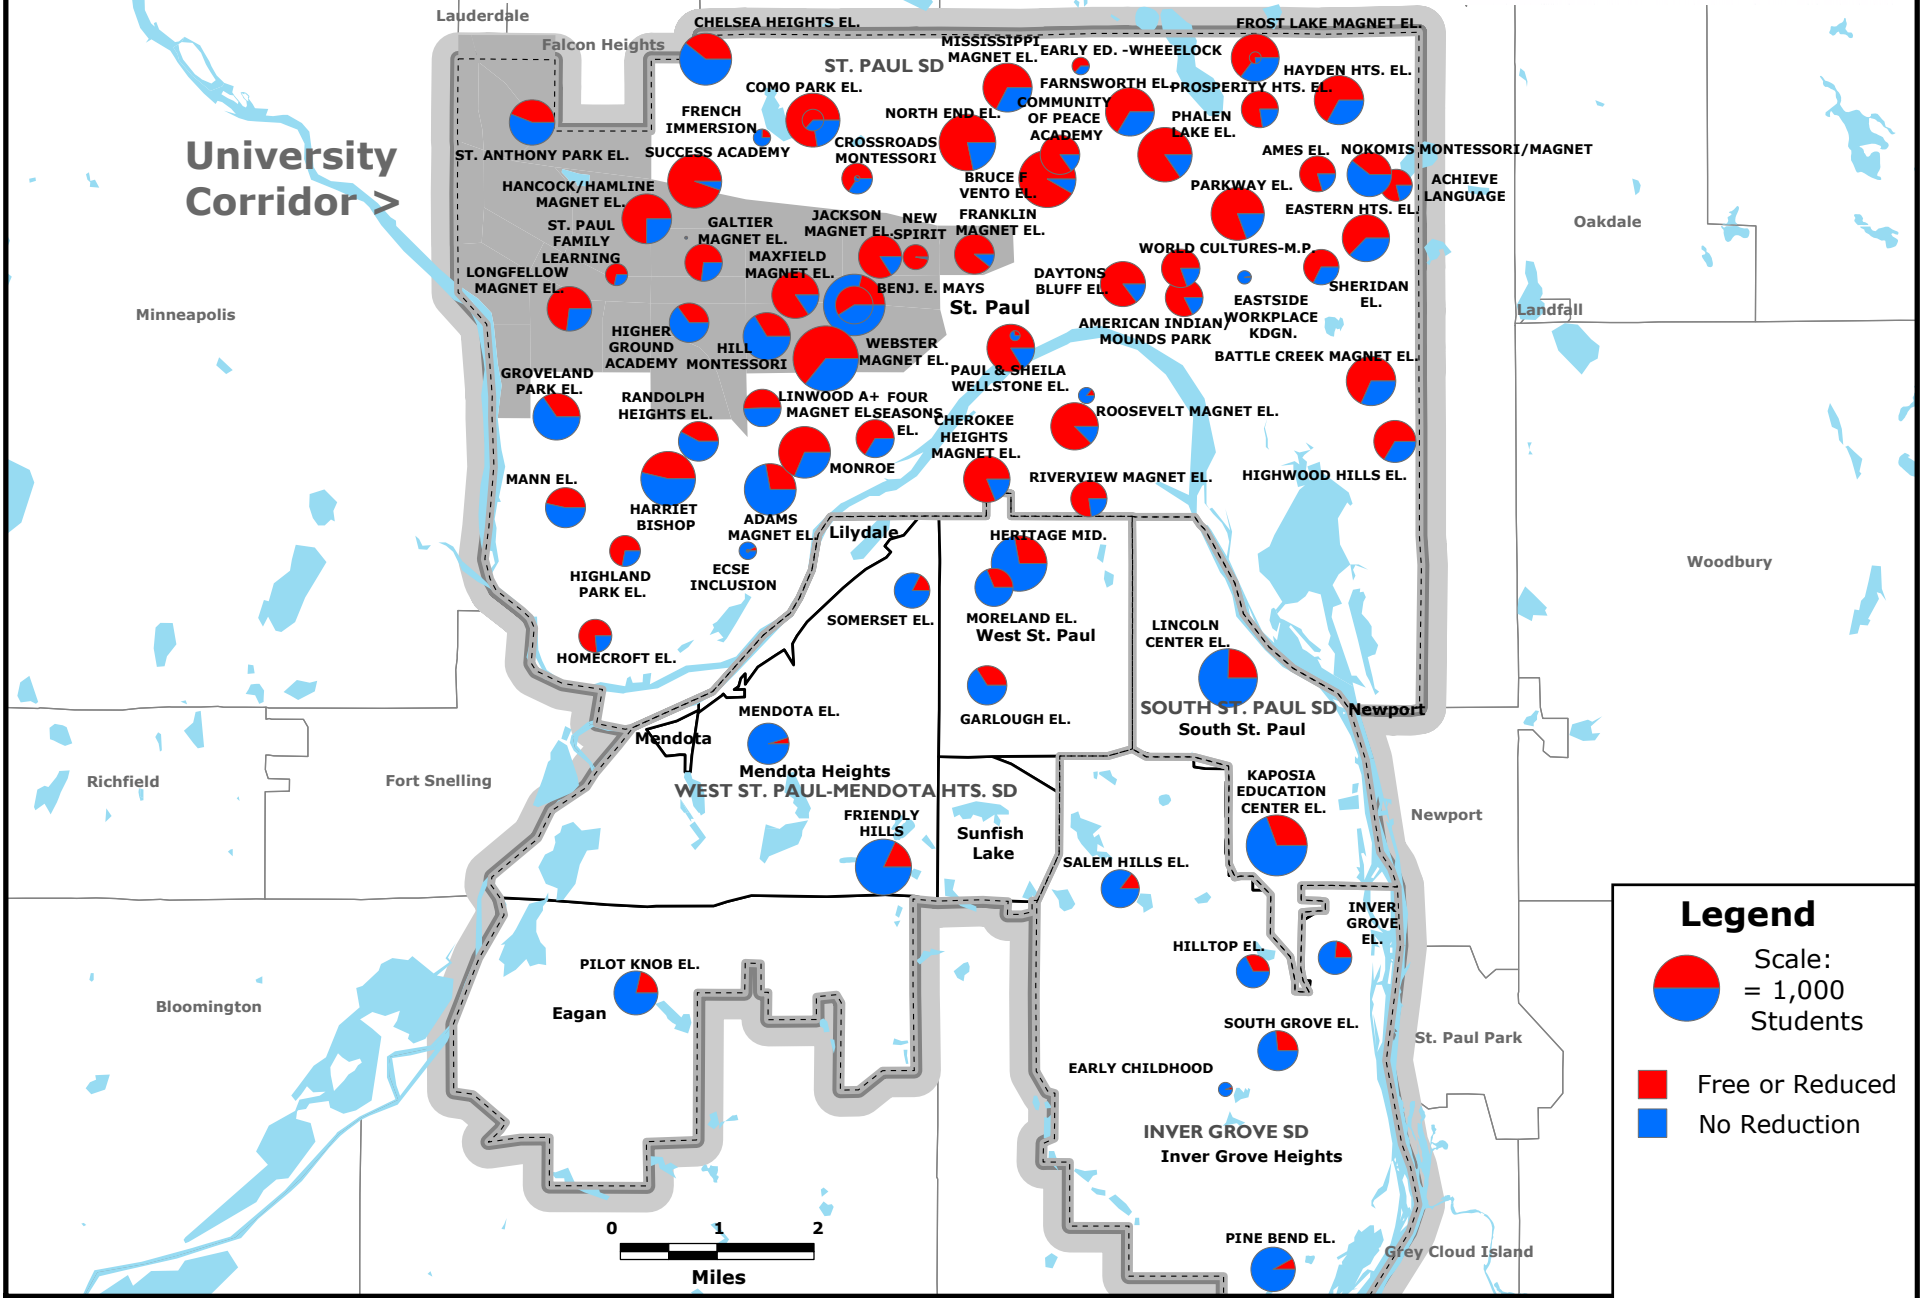 Lauderdale
Falcon Heights
CHELSEA HEIGHTS EL.
FROST LAKE MAGNET EL.
MISSISSIPPI
MAGNET EL.
EARLY ED. -WHEEELOCK
ST. PAUL SD
HAYDEN HTS. EL.
COMO PARK EL.
FARNSWORTH EL.
PROSPERITY HTS. EL.
FRENCH
IMMERSION
NORTH END EL.
COMMUNITY
OF PEACE
ACADEMY
PHALEN
LAKE EL.
University
Corridor >
ST. ANTHONY PARK EL.
SUCCESS ACADEMY
CROSSROADS
MONTESSORI
AMES EL.
NOKOMIS MONTESSORI/MAGNET
ACHIEVE
LANGUAGE
HANCOCK/HAMLINE
MAGNET EL.
BRUCE F
VENTO EL.
PARKWAY EL.
EASTERN HTS. EL.
Oakdale
ST. PAUL
FAMILY
LEARNING
GALTIER
MAGNET EL.
JACKSON
MAGNET EL.
NEW
SPIRIT
FRANKLIN
MAGNET EL.
WORLD CULTURES-M.P.
LONGFELLOW
MAGNET EL.
MAXFIELD
MAGNET EL.
BENJ. E. MAYS
DAYTONS
BLUFF EL.
SHERIDAN
EL.
Minneapolis
St. Paul
EASTSIDE
WORKPLACE
KDGN.
Landfall
AMERICAN INDIAN/
MOUNDS PARK
HIGHER
GROUND
ACADEMY
HILL
MONTESSORI
WEBSTER
MAGNET EL.
BATTLE CREEK MAGNET EL.
GROVELAND
PARK EL.
PAUL & SHEILA
WELLSTONE EL.
RANDOLPH
HEIGHTS EL.
LINWOOD A+
MAGNET EL.
FOUR
SEASONS
EL.
ROOSEVELT MAGNET EL.
CHEROKEE
HEIGHTS
MAGNET EL.
MONROE
RIVERVIEW MAGNET EL.
HIGHWOOD HILLS EL.
MANN EL.
HARRIET
BISHOP
ADAMS
MAGNET EL.
Lilydale
HERITAGE MID.
HIGHLAND
PARK EL.
ECSE
INCLUSION
Woodbury
SOMERSET EL.
MORELAND EL.
West St. Paul
LINCOLN
CENTER EL.
HOMECROFT EL.
GARLOUGH EL.
SOUTH ST. PAUL SD
Newport
South St. Paul
MENDOTA EL.
Mendota
Mendota Heights
WEST ST. PAUL-MENDOTA HTS. SD
Richfield
Fort Snelling
KAPOSIA
EDUCATION
CENTER EL.
Newport
FRIENDLY
HILLS
Sunfish
Lake
SALEM HILLS EL.
INVER
GROVE
EL.
HILLTOP EL.
PILOT KNOB EL.
Eagan
Bloomington
SOUTH GROVE EL.
St. Paul Park
EARLY CHILDHOOD
INVER GROVE SD
Inver Grove Heights
PINE BEND EL.
Grey Cloud Island
0 1 2
Miles
Legend
Scale:
= 1,000
Students
Free or Reduced
No Reduction